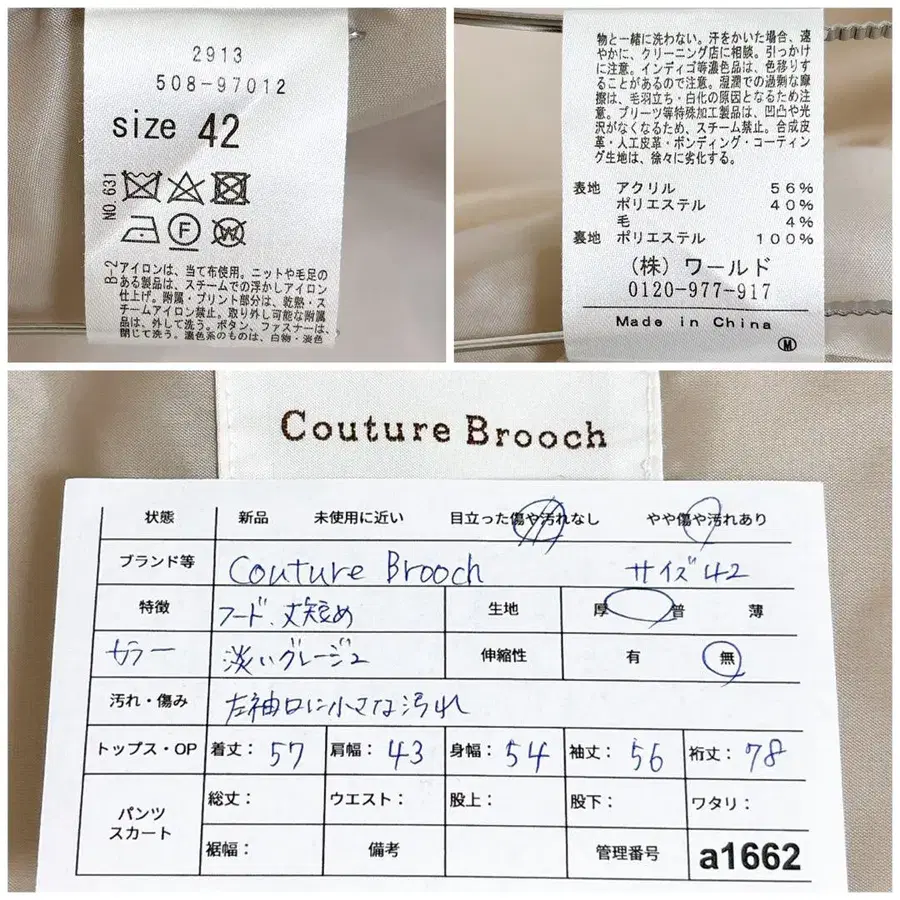 2913
508-97012
size 42
NO.631
B-2
アイロンは、当て布使用。ニットや毛足の
ある製品は、スチームでの浮かしアイロン
仕上げ。附属・プリント部分は、乾熱・ス
チームアイロン禁止。取り外し可能な附属
品は、外して洗う。ボタン、ファスナーは、
閉じて洗う。濃色系のものは、白物・淡色
物と一緒に洗わない。汗をかいた場合、速
やかに、クリーニング店に相談。引っかけ
に注意。インディゴ等濃色品は、色移りす
ることがあるので注意。湿潤での過剰な摩
擦は、毛羽立ち・白化の原因となるため注
意。プリーツ等特殊加工製品は、凹凸や光
沢がなくなるため、スチーム禁止。合成皮
革・人工皮革・ボンディング・コーティン
グ生地は、徐々に劣化する。
表地 アクリル 56%
ポリエステル 40%
毛 4%
裏地 ポリエステル 100%
(株)ワールド
0120-977-917
Made in China
M
Couture Brooch
状態 新品 未使用に近い 目立った傷や汚れなし やや傷や汚れあり
ブランド等 Couture Brooch サイズ42
特徴 フード、丈短め 生地 厚 普 薄
カラー 淡いグレージュ 伸縮性 有 無
汚れ・傷み 左袖口に小さな汚れ
トップス・OP 着丈: 57 肩幅: 43 身幅: 54 袖丈: 56 裄丈: 78
パンツ スカート 総丈: ウエスト: 股上: 股下: ワタリ:
裾幅: 備考 管理番号 a1662